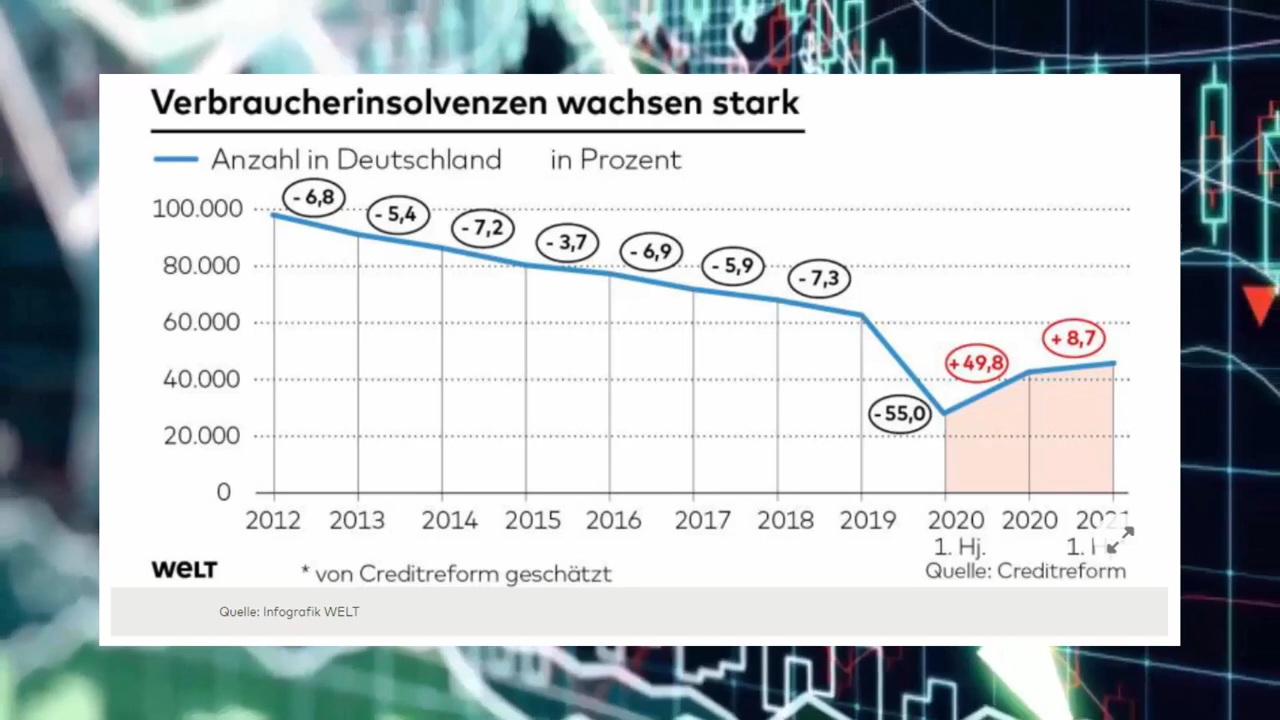 Verbraucherinsolvenzen wachsen stark
Anzahl in Deutschland in Prozent
100.000
80.000
60.000
40.000
20.000
0
- 6,8
- 5,4
- 7,2
- 3,7
- 6,9
- 5,9
- 7,3
- 55,0
+ 49,8
+ 8,7
2012 2013 2014 2015 2016 2017 2018 2019 2020 2020 2021
1. Hj. 1.
WELT * von Creditreform geschätzt Quelle: Creditreform
Quelle: Infografik WELT